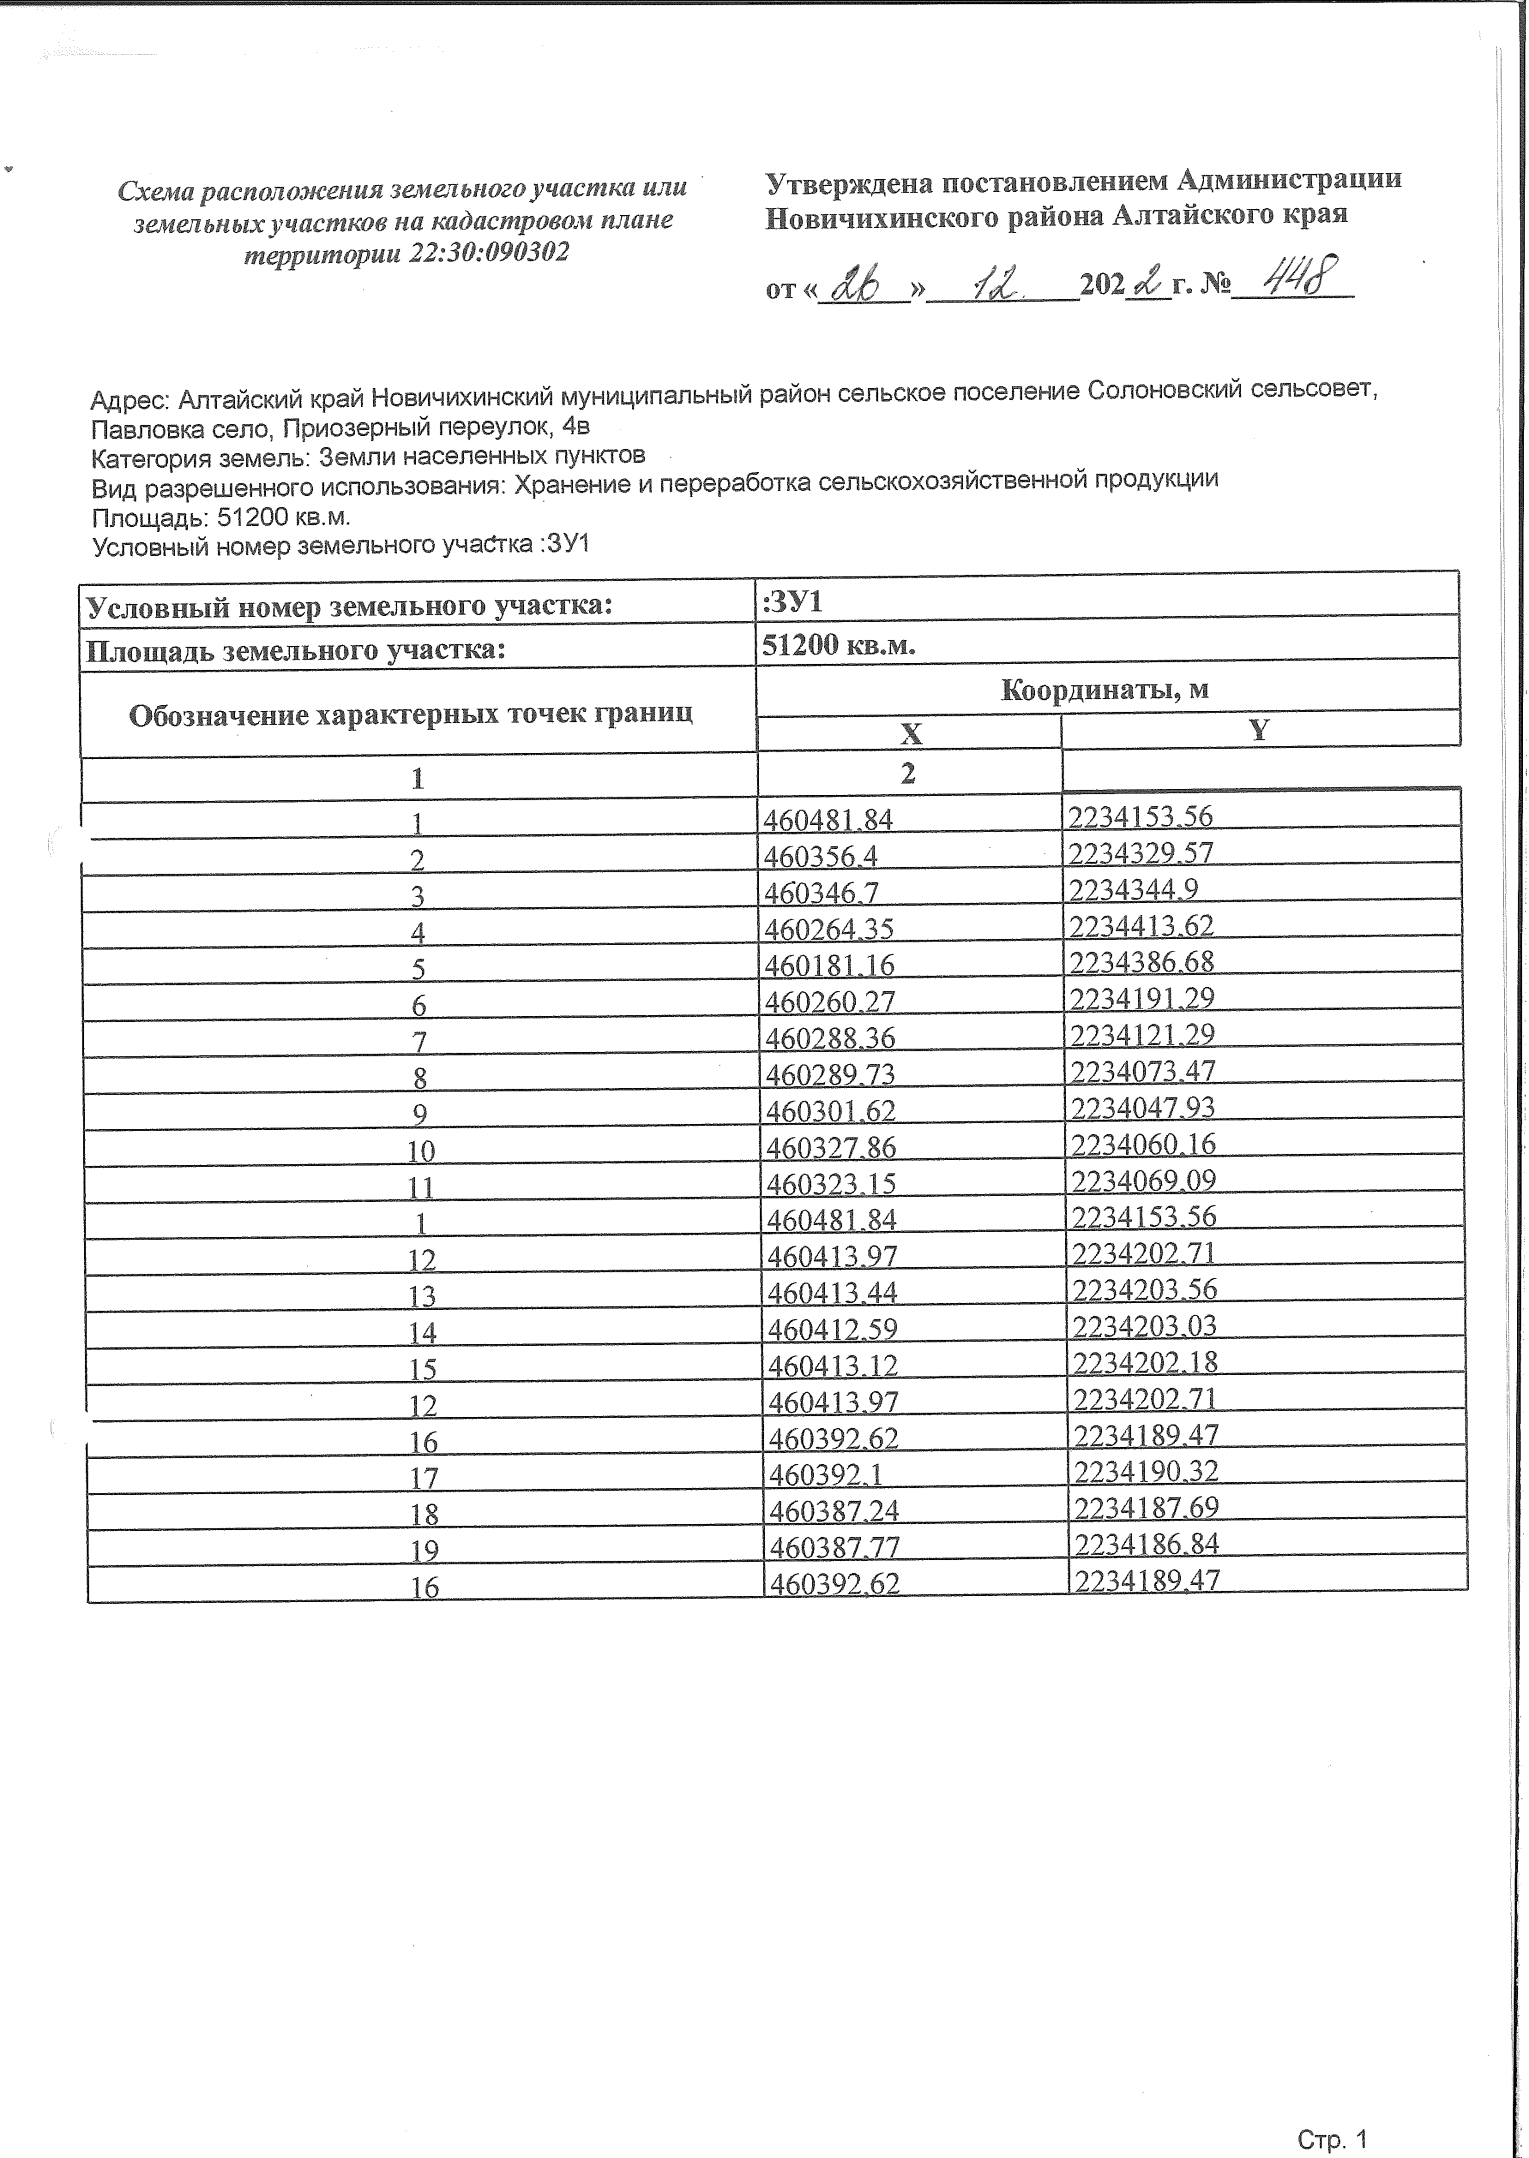 Схема расположения земельного участка или
земельных участков на кадастровом плане
территории 22:30:090302
Утверждена постановлением Администрации
Новичихинского района Алтайского края
от « 26 » 12. 2022 г. № 448
Адрес: Алтайский край Новичихинский муниципальный район сельское поселение Солоновский сельсовет,
Павловка село, Приозерный переулок, 4в
Категория земель: Земли населенных пунктов
Вид разрешенного использования: Хранение и переработка сельскохозяйственной продукции
Площадь: 51200 кв.м.
Условный номер земельного участка :ЗУ1
Условный номер земельного участка: :ЗУ1
Площадь земельного участка: 51200 кв.м.
Обозначение характерных точек границ Координаты, м
X Y
1 2
1 460481.84 2234153.56
2 460356.4 2234329.57
3 460346.7 2234344.9
4 460264.35 2234413.62
5 460181.16 2234386.68
6 460260.27 2234191.29
7 460288.36 2234121.29
8 460289.73 2234073.47
9 460301.62 2234047.93
10 460327.86 2234060.16
11 460323.15 2234069.09
1 460481.84 2234153.56
12 460413.97 2234202.71
13 460413.44 2234203.56
14 460412.59 2234203.03
15 460413.12 2234202.18
12 460413.97 2234202.71
16 460392.62 2234189.47
17 460392.1 2234190.32
18 460387.24 2234187.69
19 460387.77 2234186.84
16 460392.62 2234189.47
Стр. 1